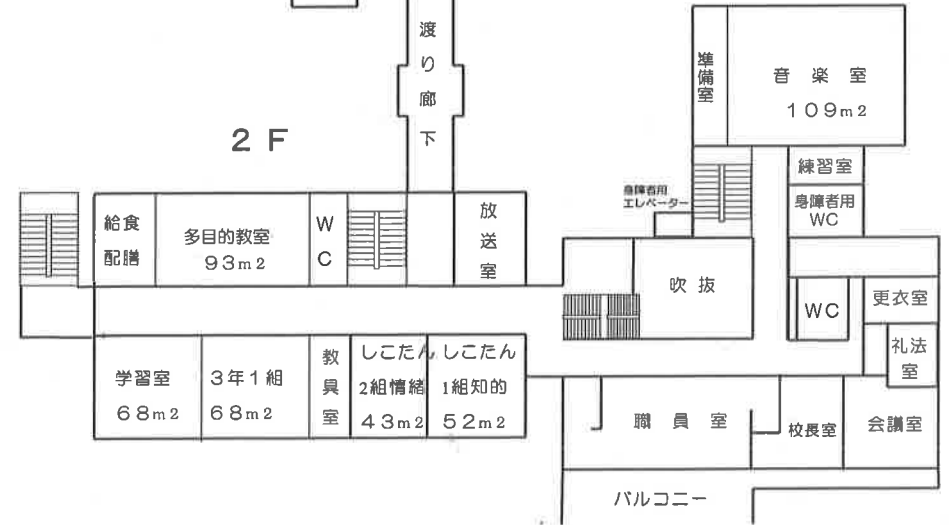 渡り廊下
準備室
音楽室
109m2
2F
練習室
身障者用
エレベーター
身障者用
WC
給食
配膳
多目的教室
93m2
WC
放送室
吹抜
WC
更衣室
礼法
室
学習室
68m2
3年1組
68m2
教具室
しこたん
2組情緒
43m2
しこたん
1組知的
52m2
職員室
校長室
会議室
バルコニー